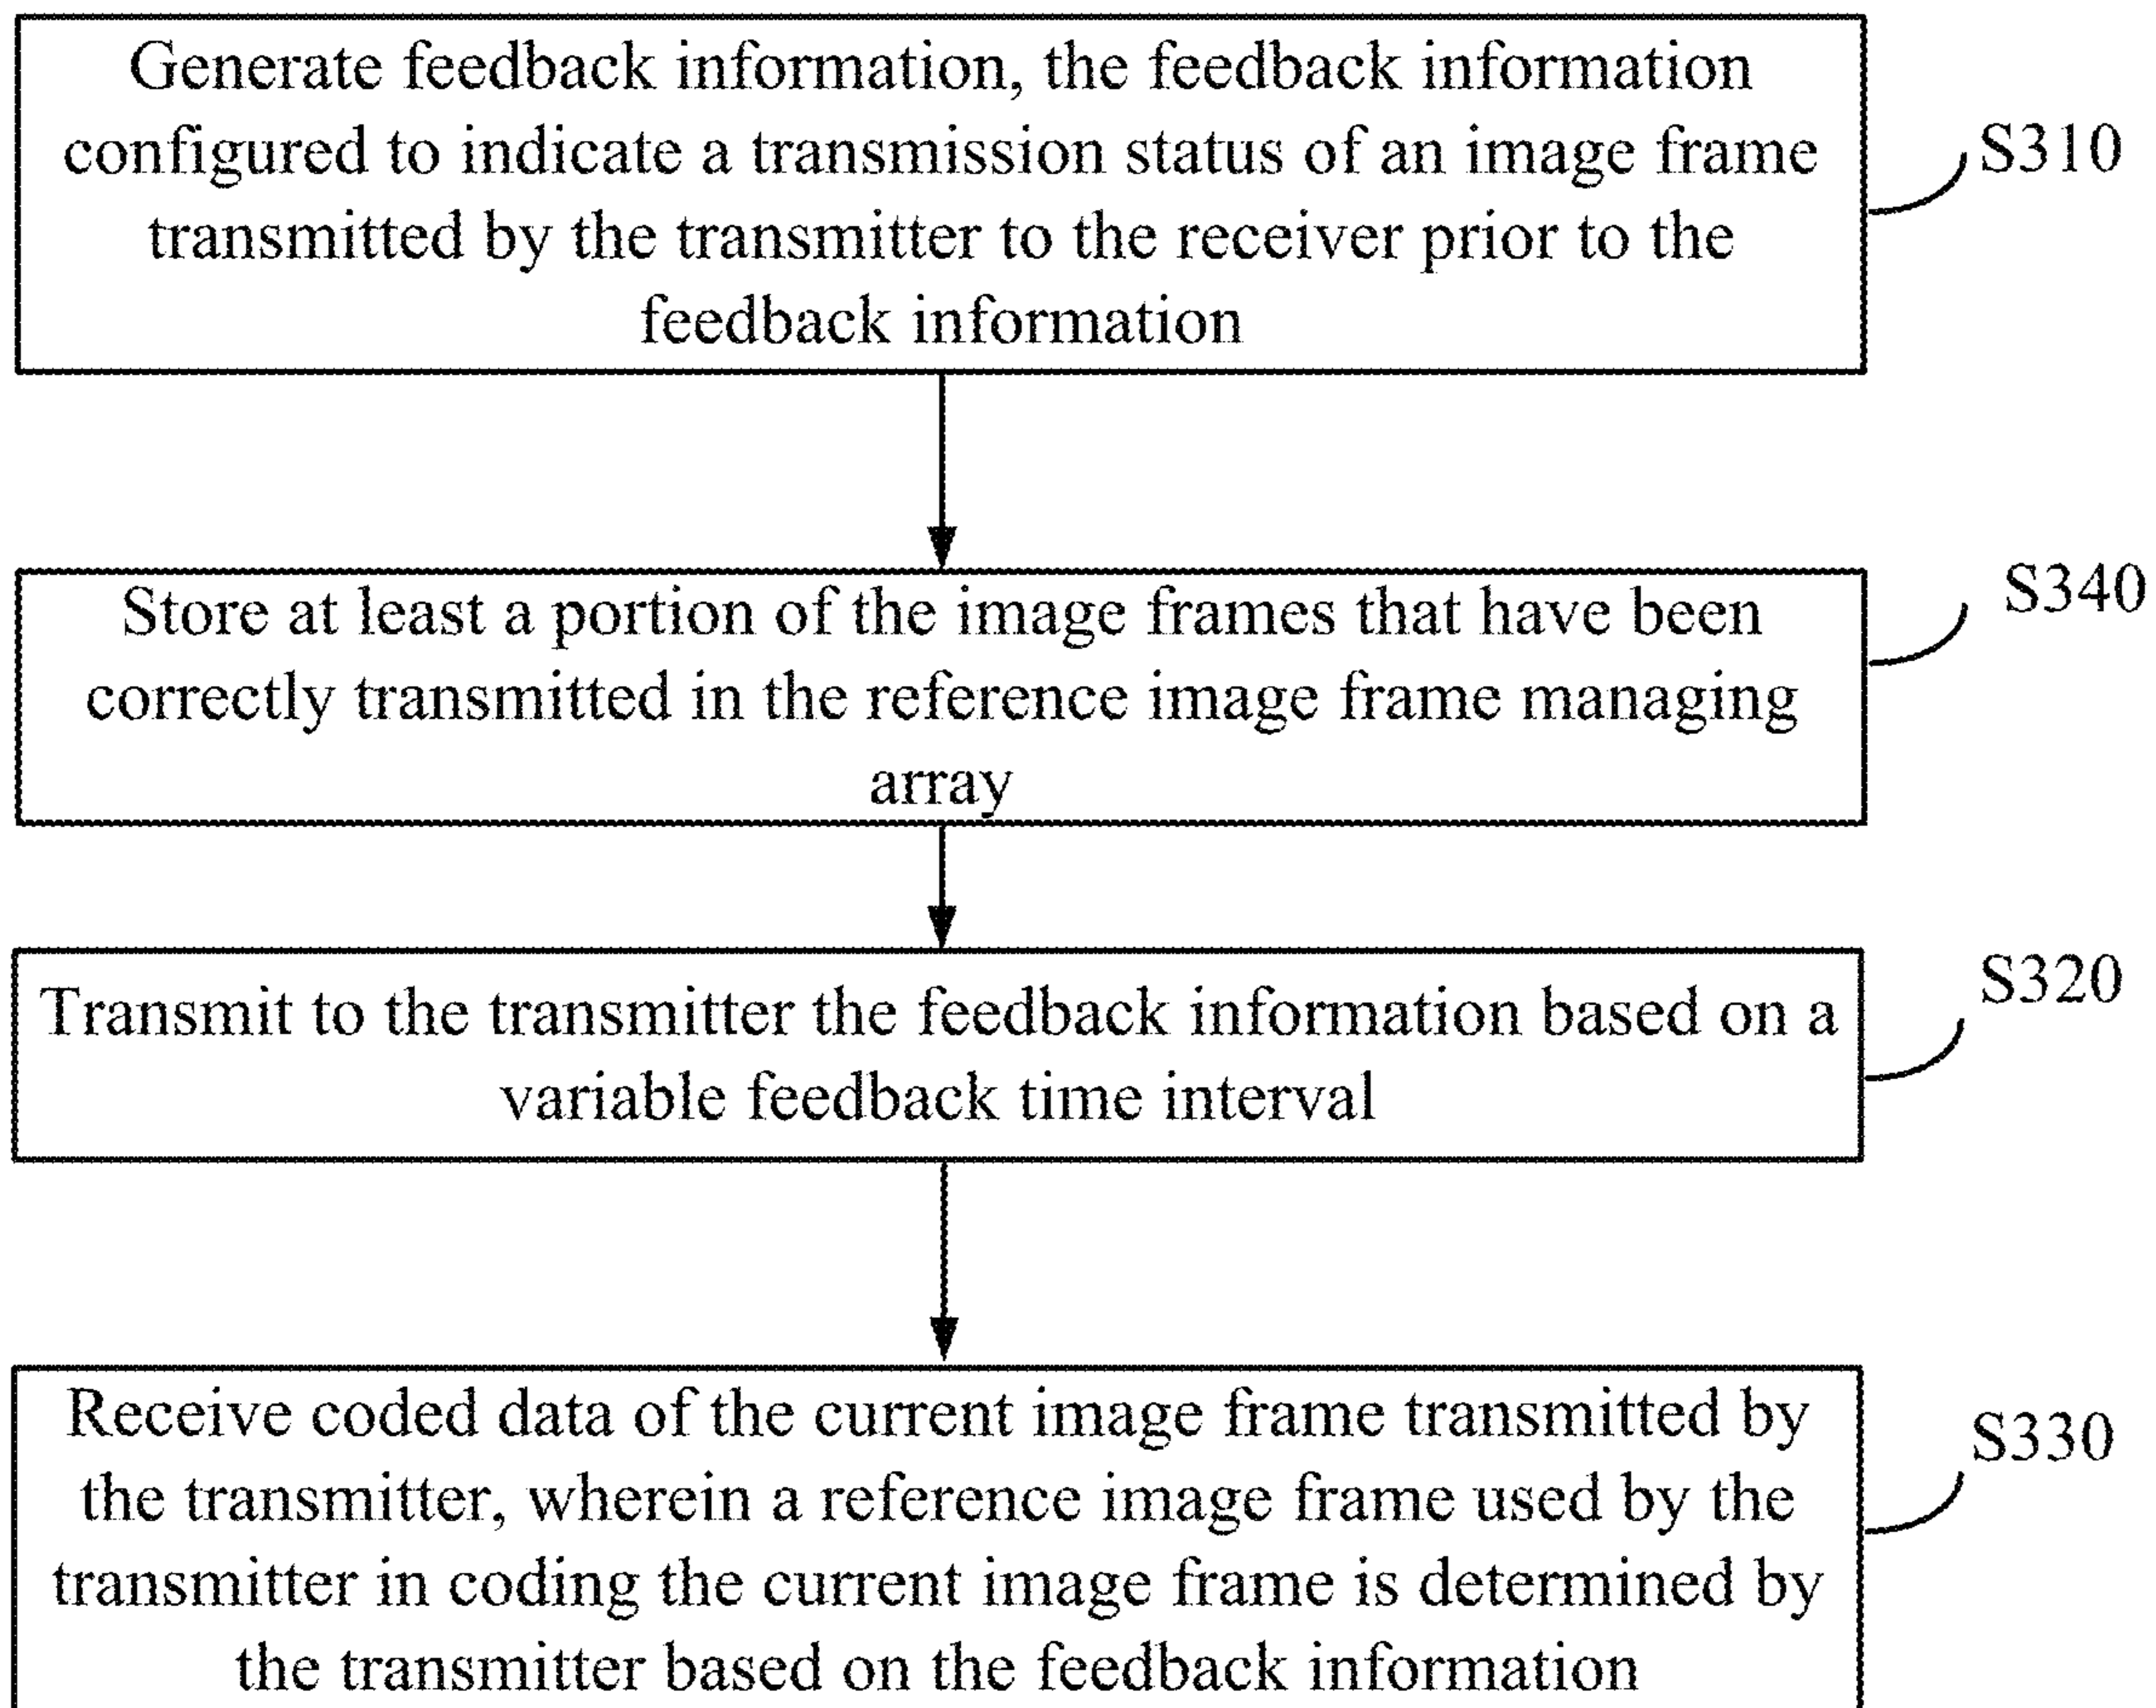 Generate feedback information, the feedback information
configured to indicate a transmission status of an image frame
transmitted by the transmitter to the receiver prior to the
feedback information
S310
Store at least a portion of the image frames that have been
correctly transmitted in the reference image frame managing
array
S340
Transmit to the transmitter the feedback information based on a
variable feedback time interval
S320
Receive coded data of the current image frame transmitted by
the transmitter, wherein a reference image frame used by the
transmitter in coding the current image frame is determined by
the transmitter based on the feedback information
S330